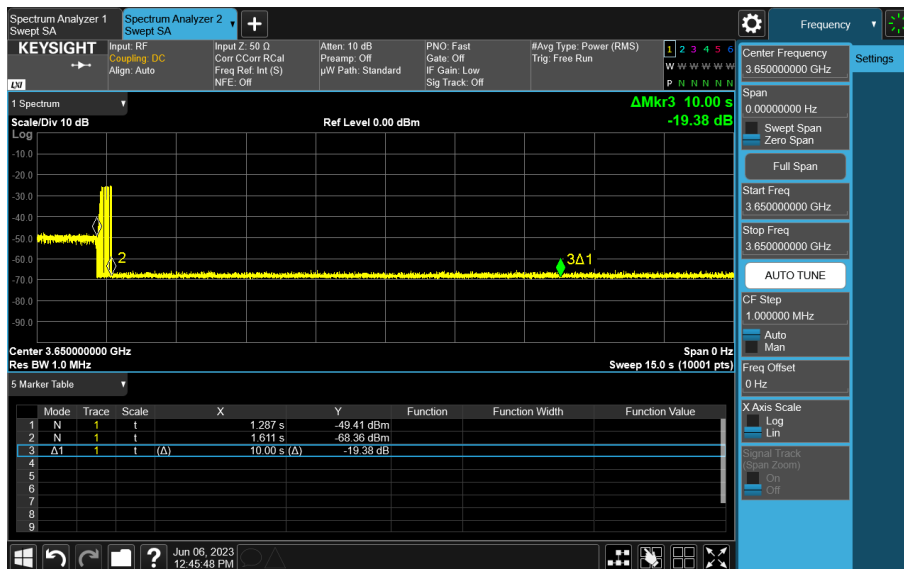 Spectrum Analyzer 1
Swept SA
Spectrum Analyzer 2
Swept SA
Frequency
KEYSIGHT
LXI
Input: RF
Coupling: DC
Align: Auto
Input Z: 50 Ω
Corr CCorr RCal
Freq Ref: Int (S)
NFE: Off
Atten: 10 dB
Preamp: Off
µW Path: Standard
PNO: Fast
Gate: Off
IF Gain: Low
Sig Track: Off
#Avg Type: Power (RMS)
Trig: Free Run
1 2 3 4 5 6
W W W W W W
P N N N N N
1 Spectrum
ΔMkr3 10.00 s
Scale/Div 10 dB
Ref Level 0.00 dBm
-19.38 dB
Log
-10.0
-20.0
-30.0
-40.0
-50.0
-60.0
-70.0
-80.0
-90.0
2
3Δ1
Center 3.650000000 GHz
Span 0 Hz
Res BW 1.0 MHz
Sweep 15.0 s (10001 pts)
5 Marker Table
Mode Trace Scale X Y Function Function Width Function Value
1 N 1 t 1.287 s -49.41 dBm
2 N 1 t 1.611 s -68.36 dBm
3 Δ1 1 t (Δ) 10.00 s (Δ) -19.38 dB
4
5
6
7
8
9
Jun 06, 2023
12:45:48 PM
?
Center Frequency
3.650000000 GHz
Span
0.00000000 Hz
Swept Span
Zero Span
Full Span
Start Freq
3.650000000 GHz
Stop Freq
3.650000000 GHz
AUTO TUNE
CF Step
1.000000 MHz
Auto
Man
Freq Offset
0 Hz
X Axis Scale
Log
Lin
Signal Track
(Span Zoom)
On
Off
Settings